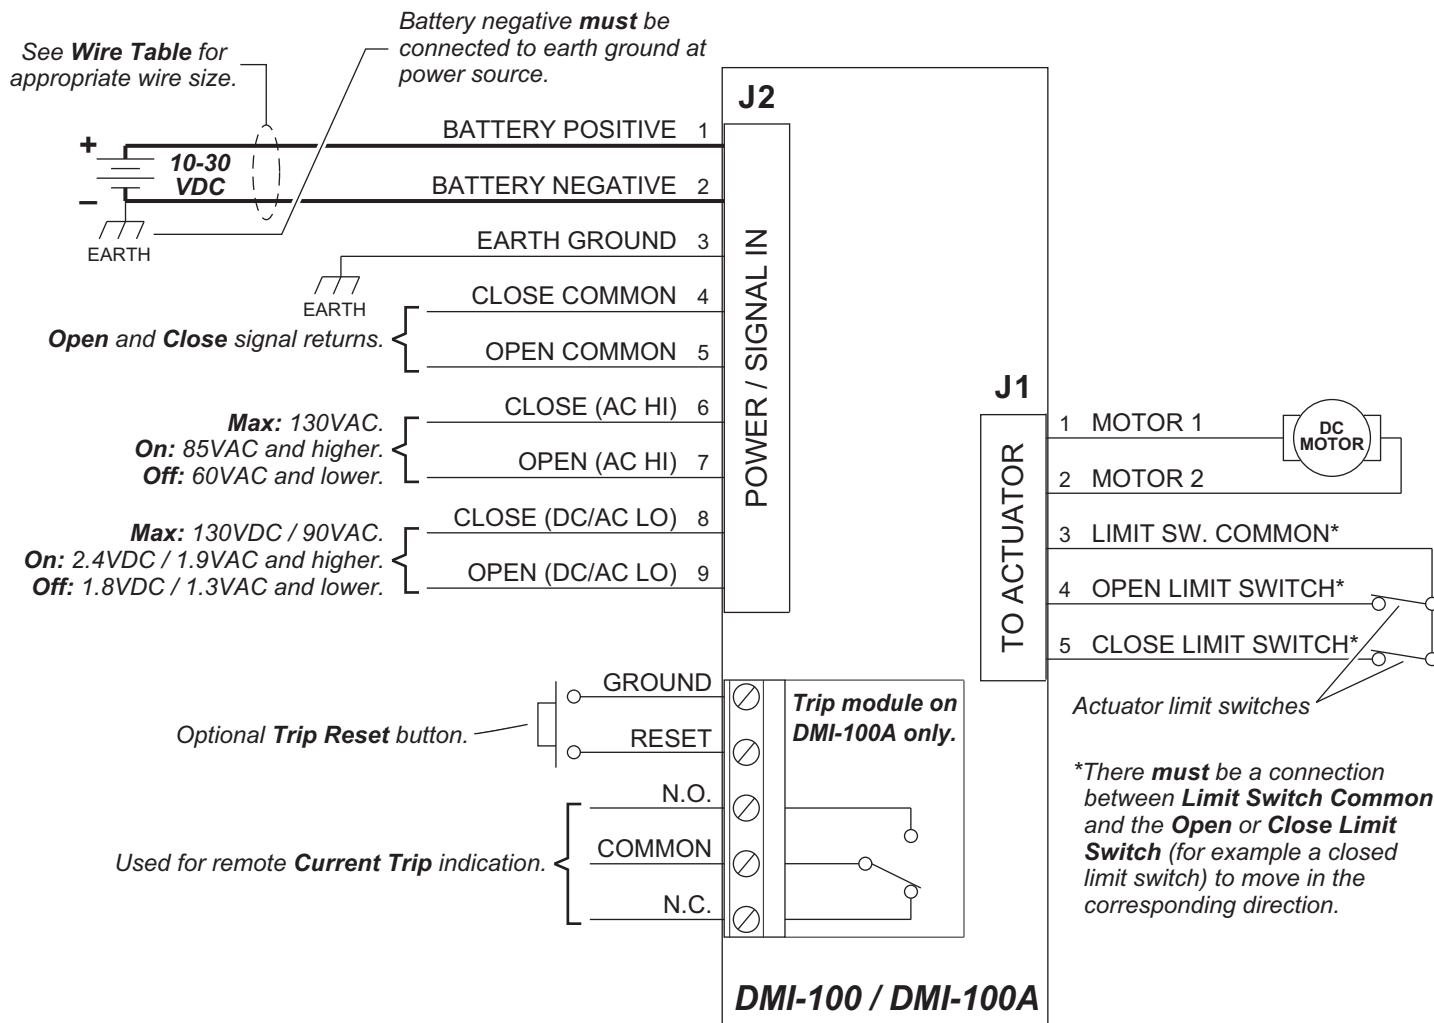 See Wire Table for
appropriate wire size.
Battery negative must be
connected to earth ground at
power source.
+
10-30
VDC
–
EARTH
EARTH
J2
POWER / SIGNAL IN
BATTERY POSITIVE 1
BATTERY NEGATIVE 2
EARTH GROUND 3
CLOSE COMMON 4
OPEN COMMON 5
CLOSE (AC HI) 6
OPEN (AC HI) 7
CLOSE (DC/AC LO) 8
OPEN (DC/AC LO) 9
Open and Close signal returns.
Max: 130VAC.
On: 85VAC and higher.
Off: 60VAC and lower.
Max: 130VDC / 90VAC.
On: 2.4VDC / 1.9VAC and higher.
Off: 1.8VDC / 1.3VAC and lower.
J1
TO ACTUATOR
1 MOTOR 1
2 MOTOR 2
3 LIMIT SW. COMMON*
4 OPEN LIMIT SWITCH*
5 CLOSE LIMIT SWITCH*
DC
MOTOR
Actuator limit switches
*There must be a connection
between Limit Switch Common
and the Open or Close Limit
Switch (for example a closed
limit switch) to move in the
corresponding direction.
GROUND
RESET
N.O.
COMMON
N.C.
Optional Trip Reset button.
Used for remote Current Trip indication.
Trip module on
DMI-100A only.
DMI-100 / DMI-100A